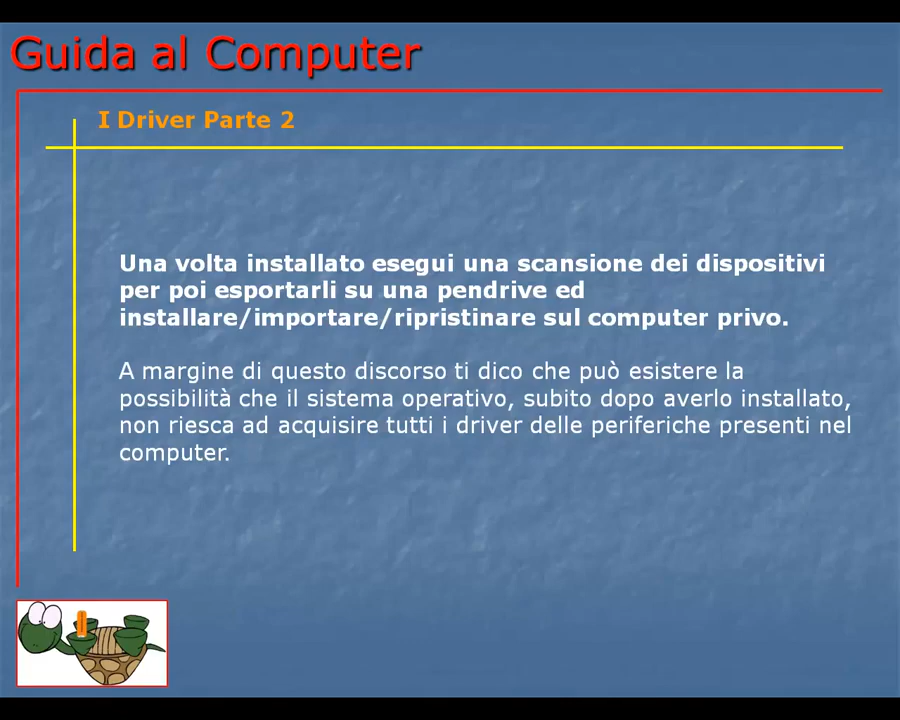 Guida al Computer
I Driver Parte 2
Una volta installato esegui una scansione dei dispositivi
per poi esportarli su una pendrive ed
installare/importare/ripristinare sul computer privo.
A margine di questo discorso ti dico che può esistere la
possibilità che il sistema operativo, subito dopo averlo installato,
non riesca ad acquisire tutti i driver delle periferiche presenti nel
computer.